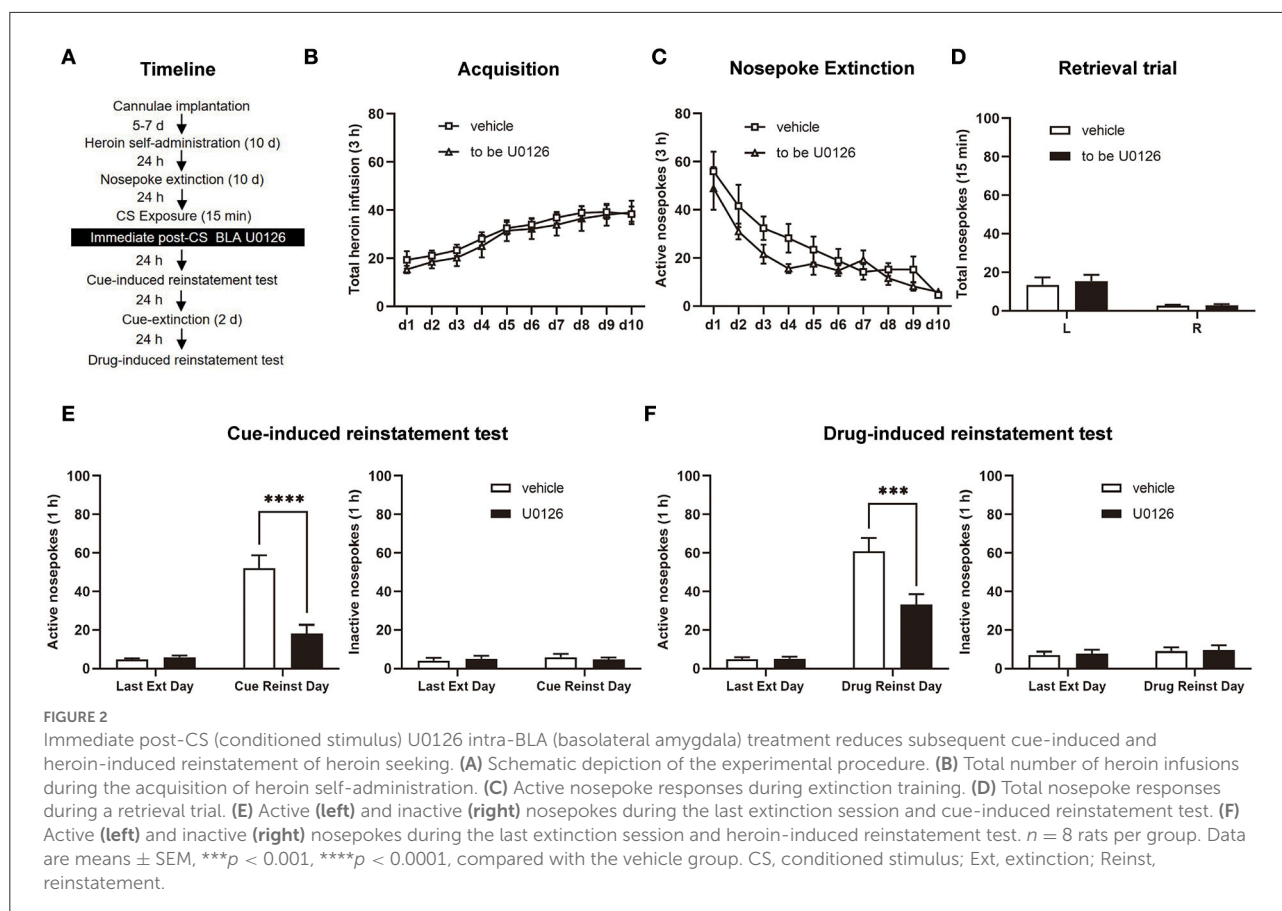 A
Timeline
Cannulae implantation
5-7 d
Heroin self-administration (10 d)
24 h
Nosepoke extinction (10 d)
24 h
CS Exposure (15 min)
Immediate post-CS BLA U0126
24 h
Cue-induced reinstatement test
24 h
Cue-extinction (2 d)
24 h
Drug-induced reinstatement test
B
Acquisition
Total heroin infusion (3 h)
80
60
40
20
0
vehicle
to be U0126
d1 d2 d3 d4 d5 d6 d7 d8 d9 d10
C
Nosepoke Extinction
Active nosepokes (3 h)
80
60
40
20
0
vehicle
to be U0126
d1 d2 d3 d4 d5 d6 d7 d8 d9 d10
D
Retrieval trial
Total nosepokes (15 min)
100
80
60
40
20
0
vehicle
to be U0126
L R
E
Cue-induced reinstatement test
Active nosepokes (1 h)
100
80
60
40
20
0
****
Last Ext Day Cue Reinst Day
Inactive nosepokes (1 h)
100
80
60
40
20
0
vehicle
U0126
Last Ext Day Cue Reinst Day
F
Drug-induced reinstatement test
Active nosepokes (1 h)
100
80
60
40
20
0
***
Last Ext Day Drug Reinst Day
Inactive nosepokes (1 h)
100
80
60
40
20
0
vehicle
U0126
Last Ext Day Drug Reinst Day
FIGURE 2
Immediate post-CS (conditioned stimulus) U0126 intra-BLA (basolateral amygdala) treatment reduces subsequent cue-induced and
heroin-induced reinstatement of heroin seeking. (A) Schematic depiction of the experimental procedure. (B) Total number of heroin infusions
during the acquisition of heroin self-administration. (C) Active nosepoke responses during extinction training. (D) Total nosepoke responses
during a retrieval trial. (E) Active (left) and inactive (right) nosepokes during the last extinction session and cue-induced reinstatement test. (F)
Active (left) and inactive (right) nosepokes during the last extinction session and heroin-induced reinstatement test. n = 8 rats per group. Data
are means ± SEM, ***p < 0.001, ****p < 0.0001, compared with the vehicle group. CS, conditioned stimulus; Ext, extinction; Reinst,
reinstatement.